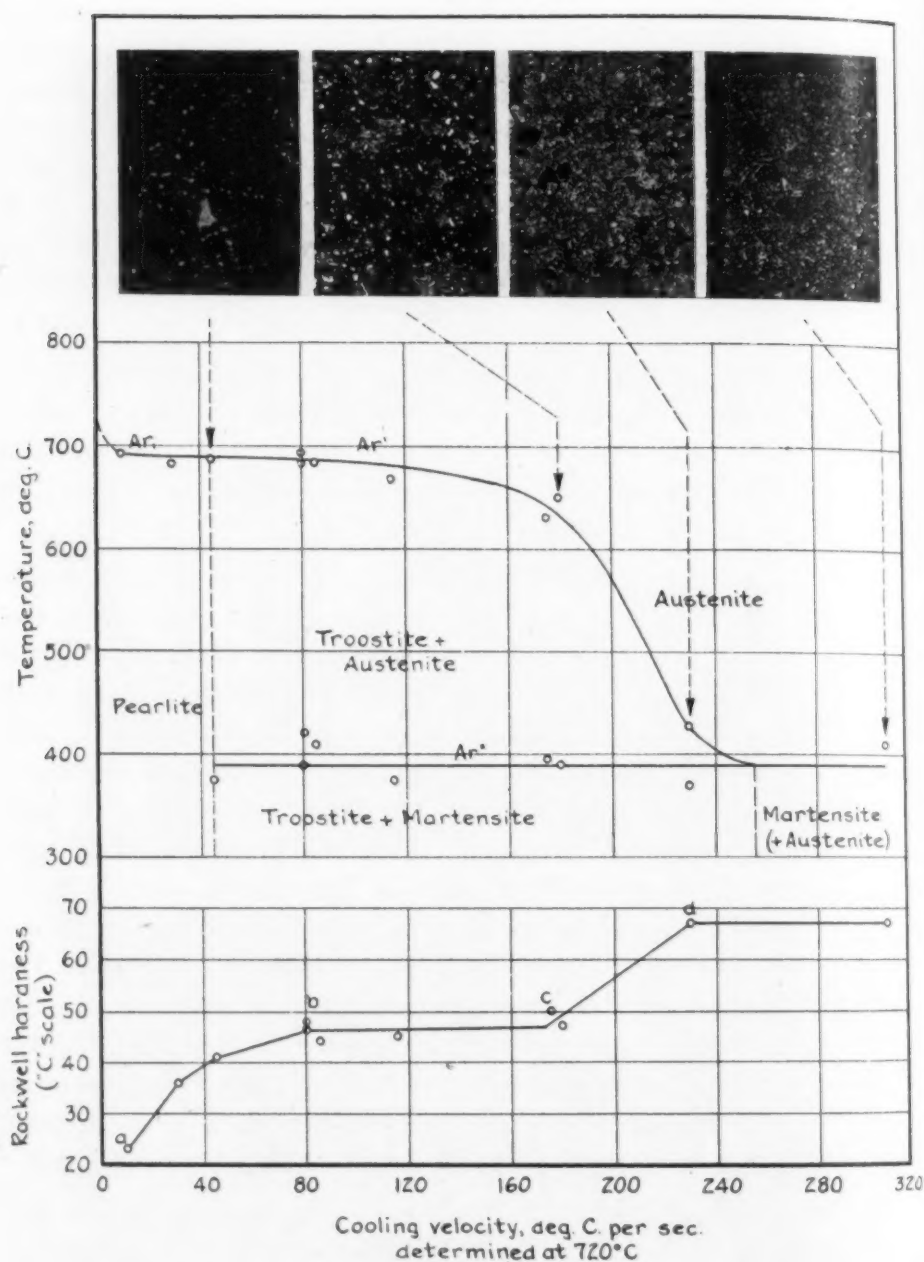 800
700
600
500
400
300
Temperature, deg. C.
Ar₁
Ar'
Austenite
Troostite +
Austenite
Pearlite
Ar"
Troostite + Martensite
Martensite
(+Austenite)
70
60
50
40
30
20
Rockwell hardness
("C" scale)
a
b
c
d
0 40 80 120 160 200 240 280 320
Cooling velocity, deg. C. per sec.
determined at 720°C